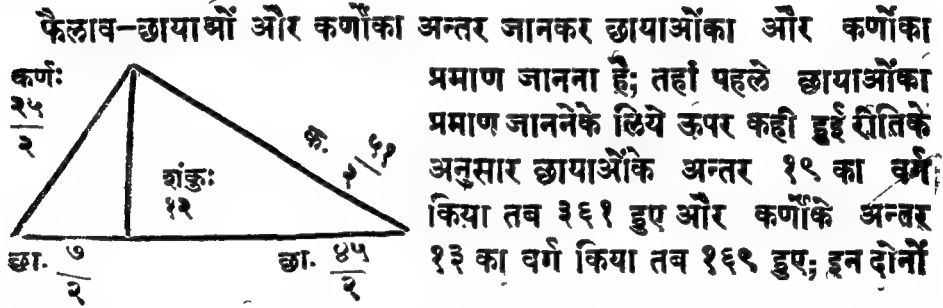 फैलाव-छायाओं और कर्णोंका अन्तर जानकर छायाओंका और कर्णोंका
कर्णः
२५
२
शंकुः
१२
क. ५१
२
छा. ७
२
छा. ४५
२
प्रमाण जानना है; तहां पहले छायाओंका
प्रमाण जाननेके लिये ऊपर कही हुई रीतिके
अनुसार छायाओंके अन्तर १९ का वर्ग
किया तब ३६१ हुए और कर्णोंके अन्तर
१३ का वर्ग किया तब १६९ हुए; इन दोनों